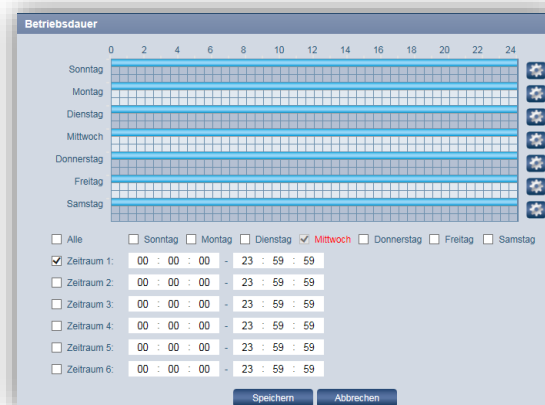 Betriebsdauer
0 2 4 6 8 10 12 14 16 18 20 22 24
Sonntag
Montag
Dienstag
Mittwoch
Donnerstag
Freitag
Samstag
Alle Sonntag Montag Dienstag Mittwoch Donnerstag Freitag Samstag
Zeitraum 1: 00 : 00 : 00 - 23 : 59 : 59
Zeitraum 2: 00 : 00 : 00 - 23 : 59 : 59
Zeitraum 3: 00 : 00 : 00 - 23 : 59 : 59
Zeitraum 4: 00 : 00 : 00 - 23 : 59 : 59
Zeitraum 5: 00 : 00 : 00 - 23 : 59 : 59
Zeitraum 6: 00 : 00 : 00 - 23 : 59 : 59
Speichern Abbrechen